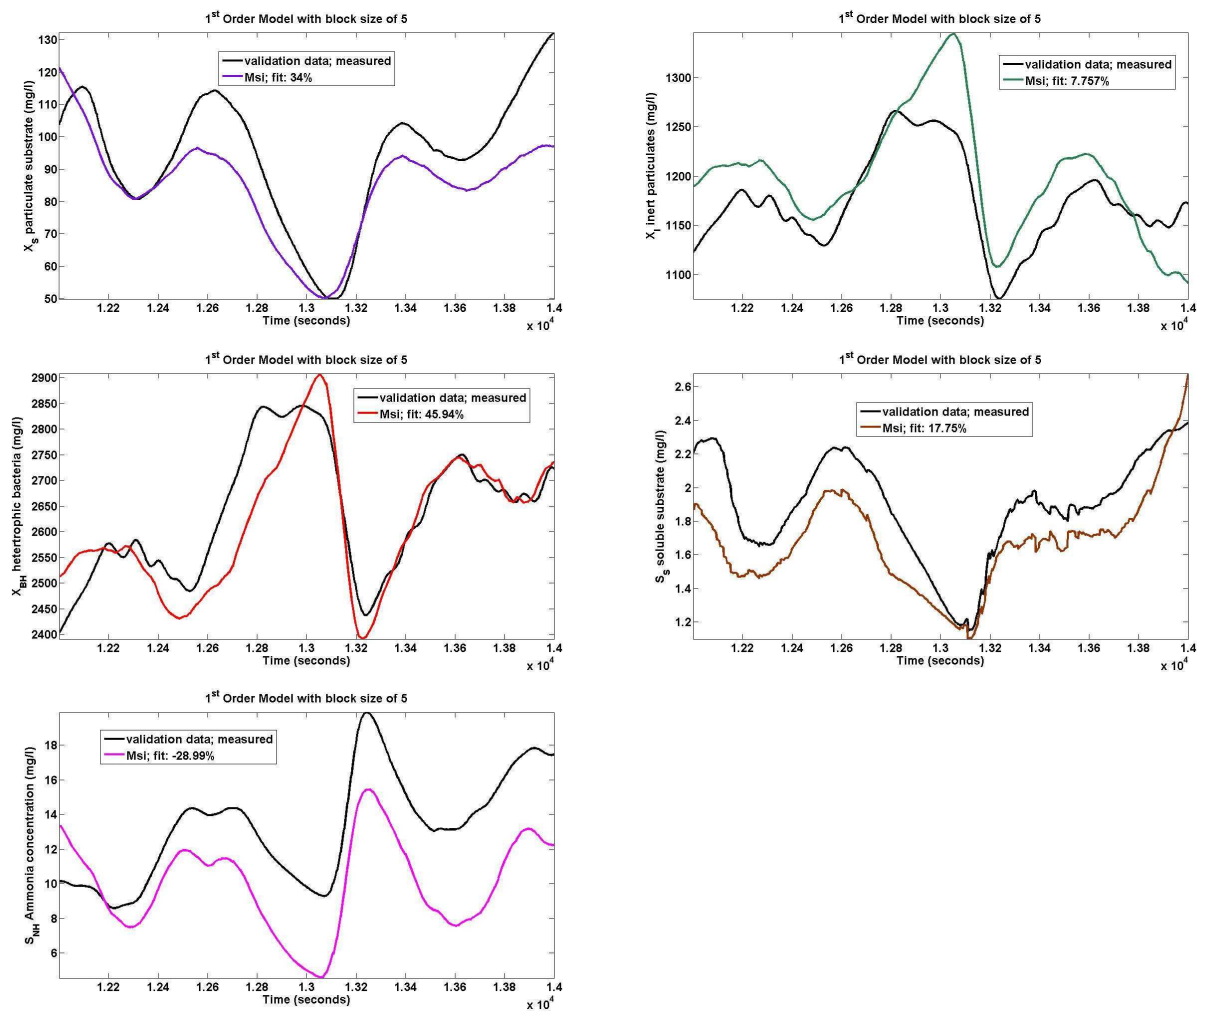 1st Order Model with block size of 5
130
120
110
100
90
80
70
60
50
XS particulate substrate (mg/l)
validation data; measured
Msi; fit: 34%
1.22 1.24 1.26 1.28 1.3 1.32 1.34 1.36 1.38 1.4
Time (seconds)
x 10^4
1st Order Model with block size of 5
1300
1250
1200
1150
1100
XI inert particulates (mg/l)
validation data; measured
Msi; fit: 7.757%
1.22 1.24 1.26 1.28 1.3 1.32 1.34 1.36 1.38 1.4
Time (seconds)
x 10^4
1st Order Model with block size of 5
2900
2850
2800
2750
2700
2650
2600
2550
2500
2450
2400
XBH hetertrophic bacteria (mg/l)
validation data; measured
Msi; fit: 45.94%
1.22 1.24 1.26 1.28 1.3 1.32 1.34 1.36 1.38 1.4
Time (seconds)
x 10^4
1st Order Model with block size of 5
2.6
2.4
2.2
2
1.8
1.6
1.4
1.2
SS soluble substrate (mg/l)
validation data; measured
Msi; fit: 17.75%
1.22 1.24 1.26 1.28 1.3 1.32 1.34 1.36 1.38 1.4
Time (seconds)
x 10^4
1st Order Model with block size of 5
18
16
14
12
10
8
6
SNH Ammonia concentration (mg/l)
validation data; measured
Msi; fit: -28.99%
1.22 1.24 1.26 1.28 1.3 1.32 1.34 1.36 1.38 1.4
Time (seconds)
x 10^4